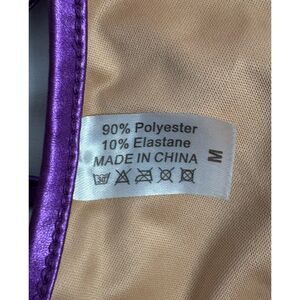 90% Polyester
10% Elastane
MADE IN CHINA
M